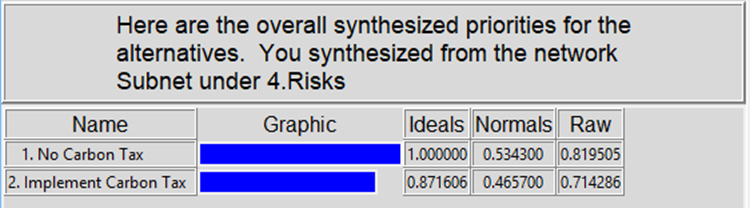 Here are the overall synthesized priorities for the
alternatives.  You synthesized from the network
Subnet under 4.Risks
Name Graphic Ideals Normals Raw
1. No Carbon Tax 1.000000 0.534300 0.819505
2. Implement Carbon Tax 0.871606 0.465700 0.714286